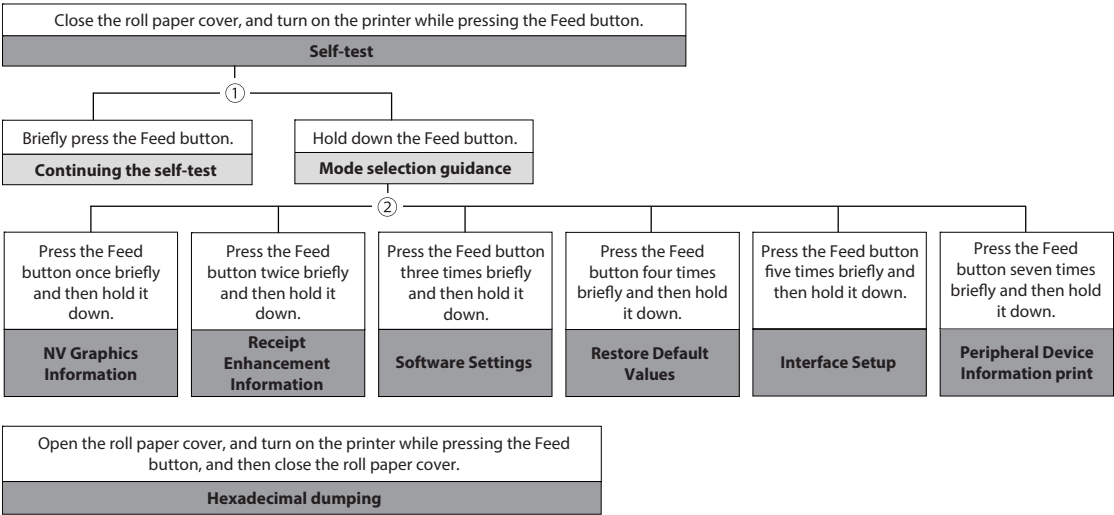 Close the roll paper cover, and turn on the printer while pressing the Feed button.
Self-test
1
Briefly press the Feed button.
Continuing the self-test
Hold down the Feed button.
Mode selection guidance
2
Press the Feed
button once briefly
and then hold it
down.
NV Graphics
Information
Press the Feed
button twice briefly
and then hold it
down.
Receipt
Enhancement
Information
Press the Feed button
three times briefly
and then hold it
down.
Software Settings
Press the Feed
button four times
briefly and then hold
it down.
Restore Default
Values
Press the Feed button
five times briefly and
then hold it down.
Interface Setup
Press the Feed
button seven times
briefly and then hold
it down.
Peripheral Device
Information print
Open the roll paper cover, and turn on the printer while pressing the Feed
button, and then close the roll paper cover.
Hexadecimal dumping